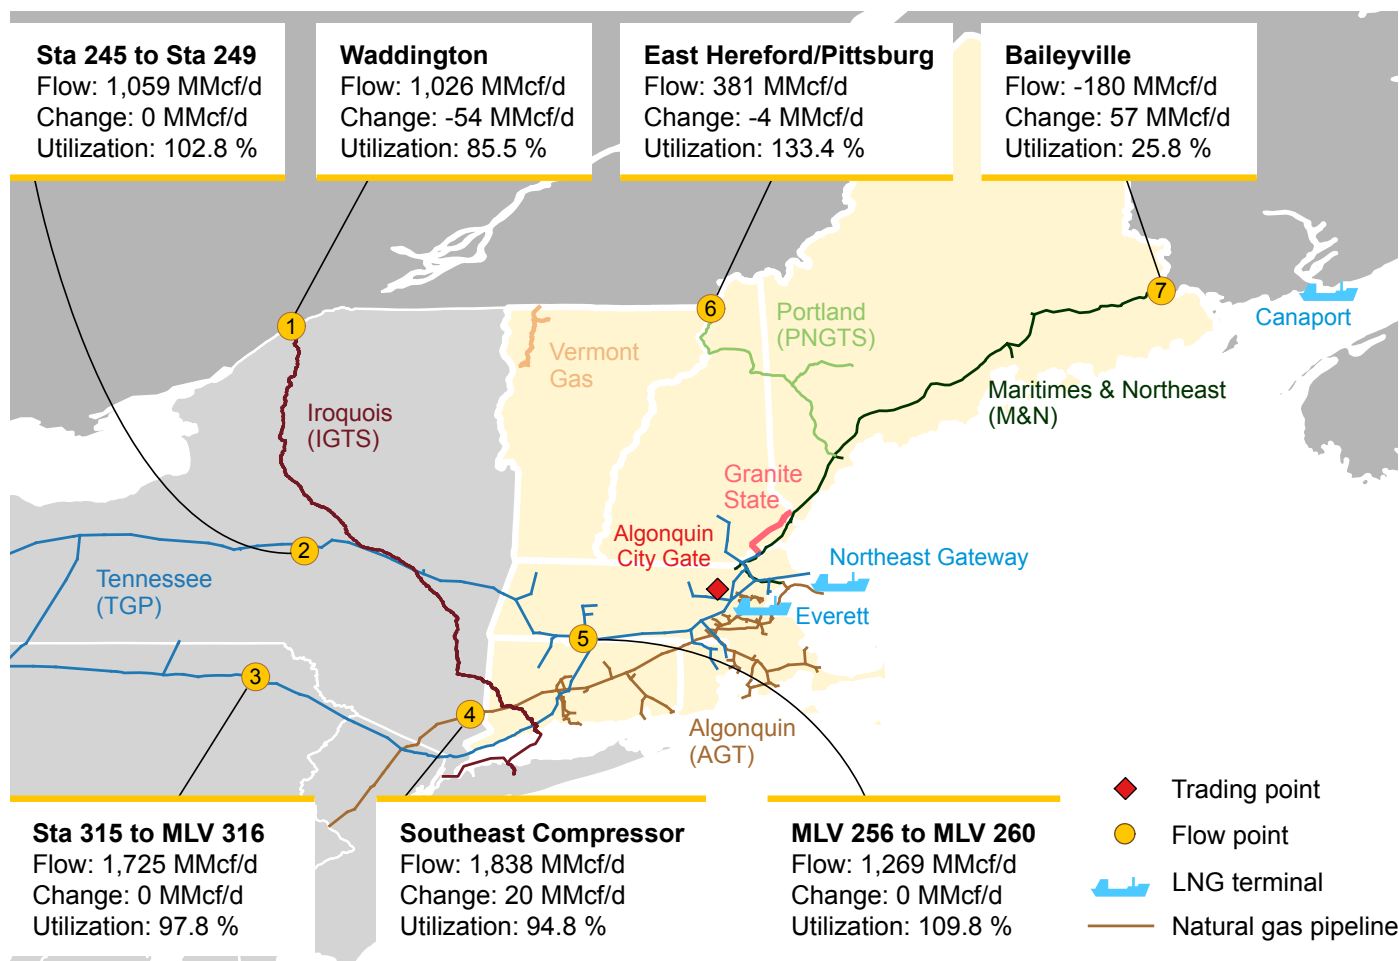 Sta 245 to Sta 249
Flow: 1,059 MMcf/d
Change: 0 MMcf/d
Utilization: 102.8 %
Waddington
Flow: 1,026 MMcf/d
Change: -54 MMcf/d
Utilization: 85.5 %
East Hereford/Pittsburg
Flow: 381 MMcf/d
Change: -4 MMcf/d
Utilization: 133.4 %
Baileyville
Flow: -180 MMcf/d
Change: 57 MMcf/d
Utilization: 25.8 %
7
6
1
Canaport
Portland
(PNGTS)
Vermont
Gas
Maritimes & Northeast
(M&N)
Iroquois
(IGTS)
Granite
State
Algonquin
City Gate
2
Northeast Gateway
Tennessee
(TGP)
Everett
5
3
4
Algonquin
(AGT)
Sta 315 to MLV 316
Flow: 1,725 MMcf/d
Change: 0 MMcf/d
Utilization: 97.8 %
Southeast Compressor
Flow: 1,838 MMcf/d
Change: 20 MMcf/d
Utilization: 94.8 %
MLV 256 to MLV 260
Flow: 1,269 MMcf/d
Change: 0 MMcf/d
Utilization: 109.8 %
Trading point
Flow point
LNG terminal
Natural gas pipeline